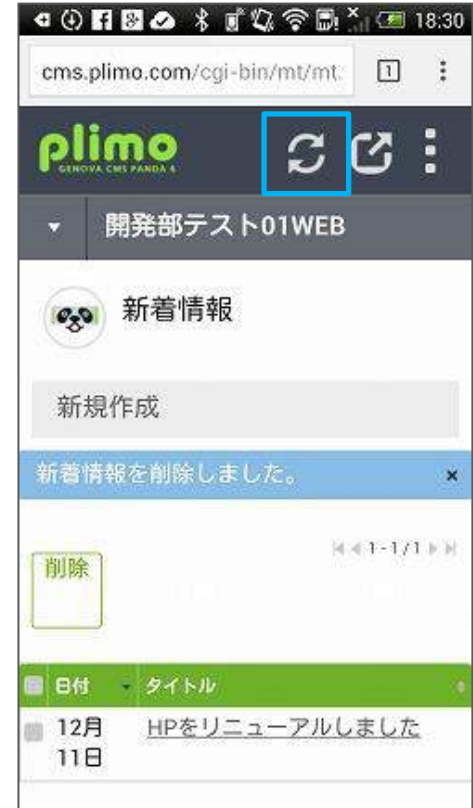 18:30
cms.plimo.com/cgi-bin/mt/mt.
1
plimo
GENOVA CMS PANDA 4
開発部テスト01WEB
新着情報
新規作成
新着情報を削除しました。 ×
1-1/1
削除
日付 タイトル
12月11日 HPをリニューアルしました